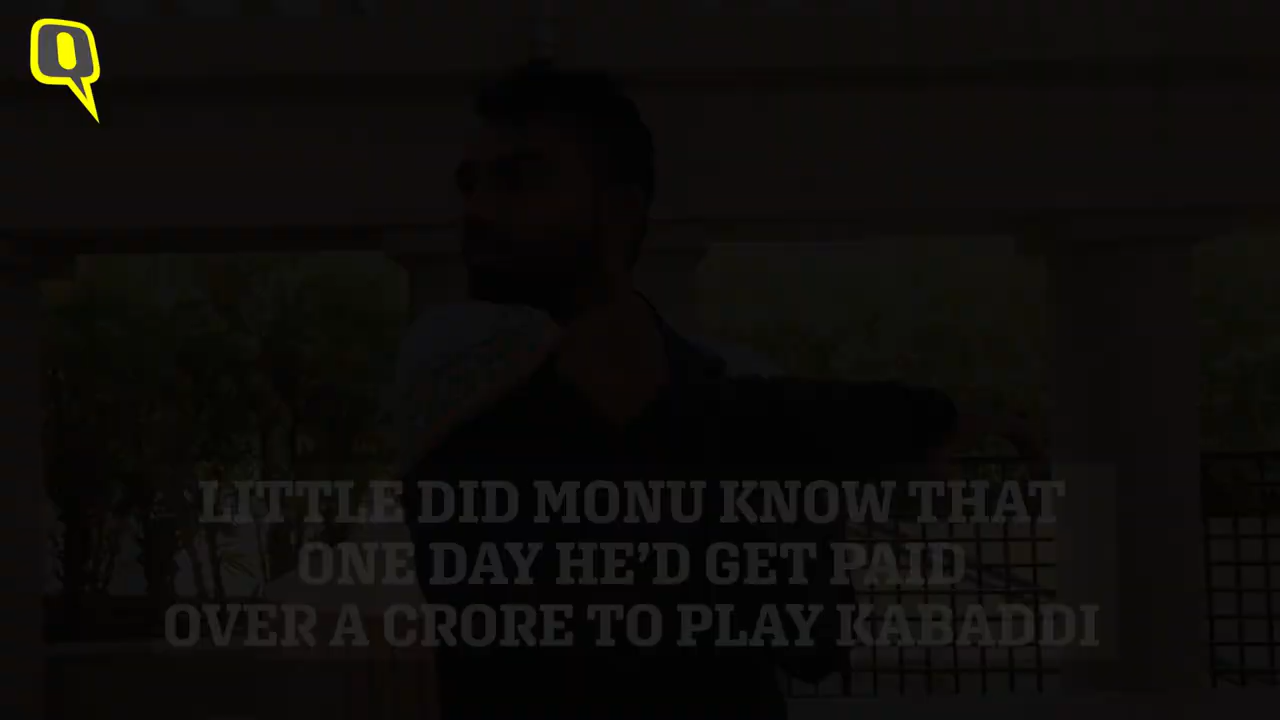 LITTLE DID MONU KNOW THAT
ONE DAY HE'D GET PAID
OVER A CRORE TO PLAY KABADDI